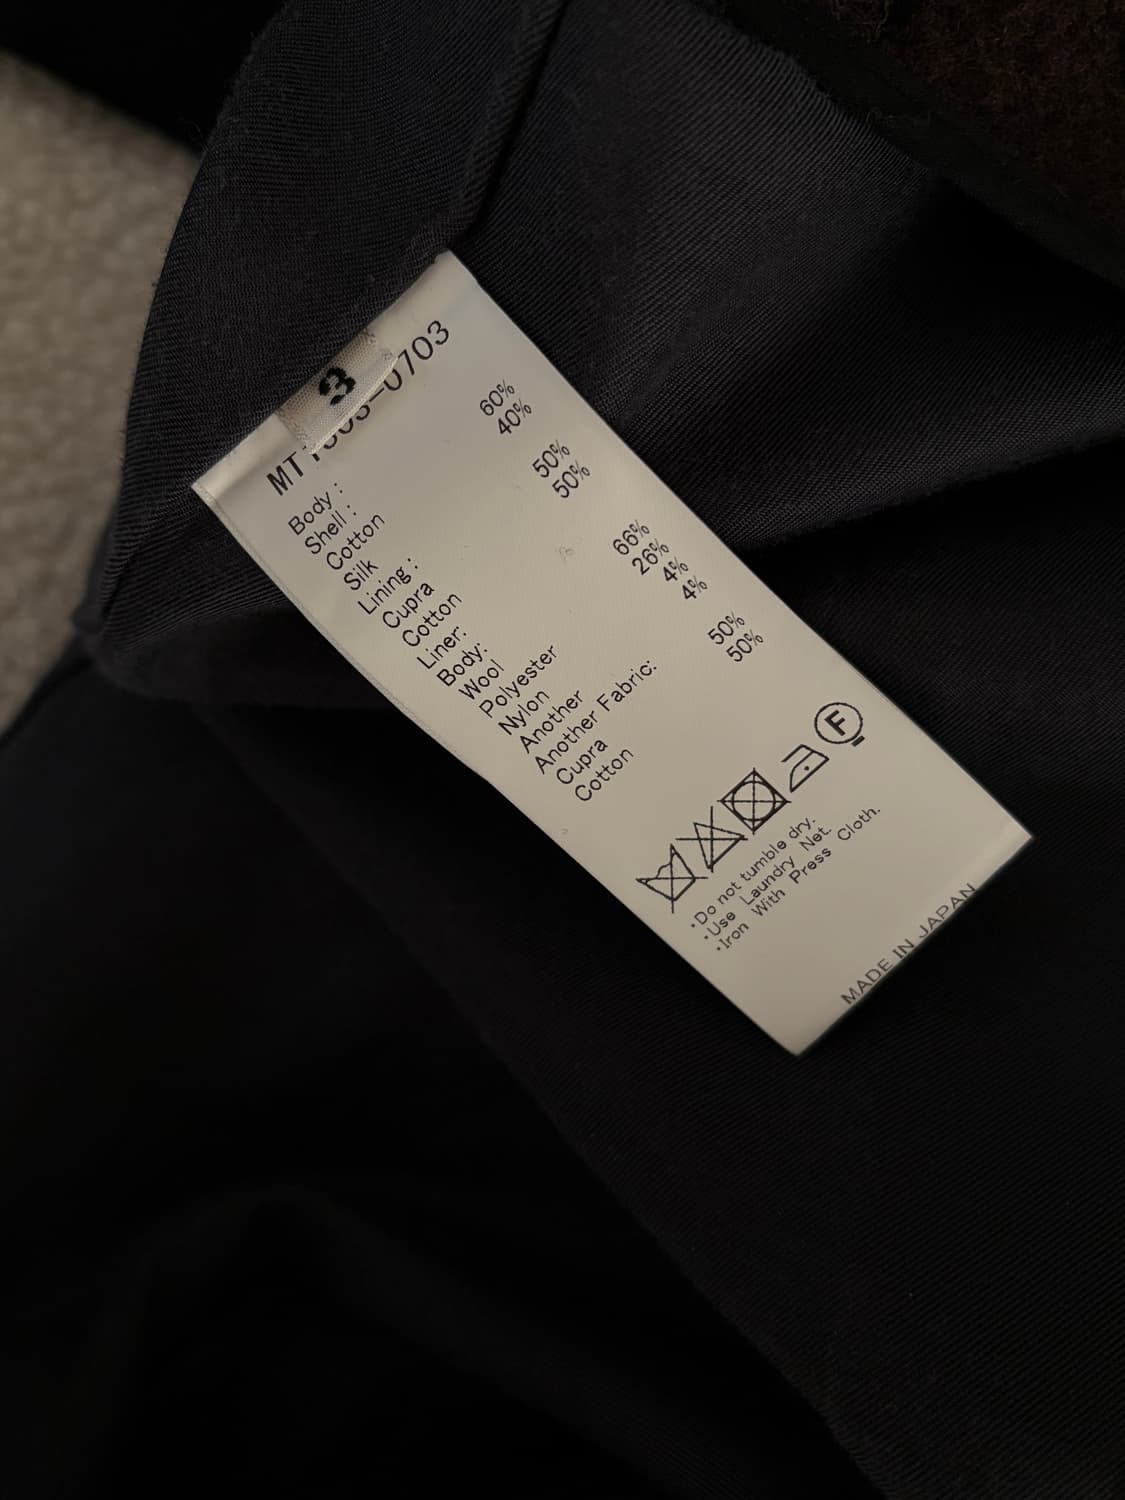 3
Body :
Shell :
Cotton 60%
Silk 40%
Lining :
Cupra 50%
Cotton 50%
Liner:
Body:
Wool 66%
Polyester 26%
Nylon 4%
Another 4%
Another Fabric:
Cupra 50%
Cotton 50%
F
･Do not tumble dry.
･Use Laundry Net.
･Iron With Press Cloth.
MADE IN JAPAN